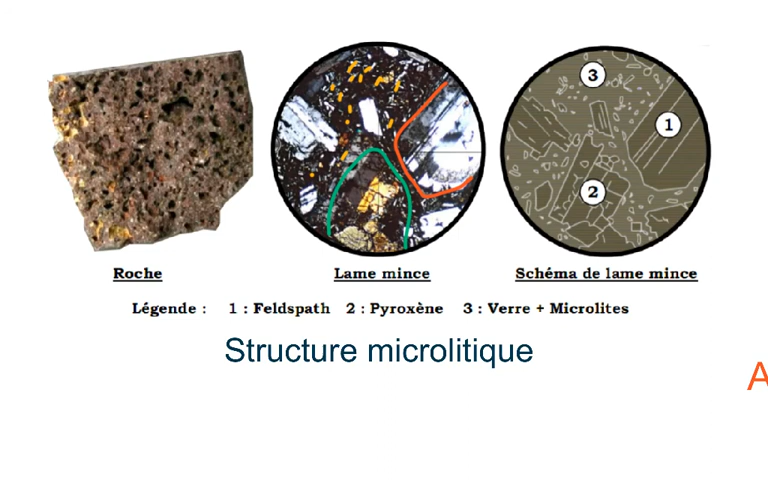 3
1
2
Roche
Lame mince
Schéma de lame mince
Légende : 1 : Feldspath 2 : Pyroxène 3 : Verre + Microlites
Structure microlitique
A